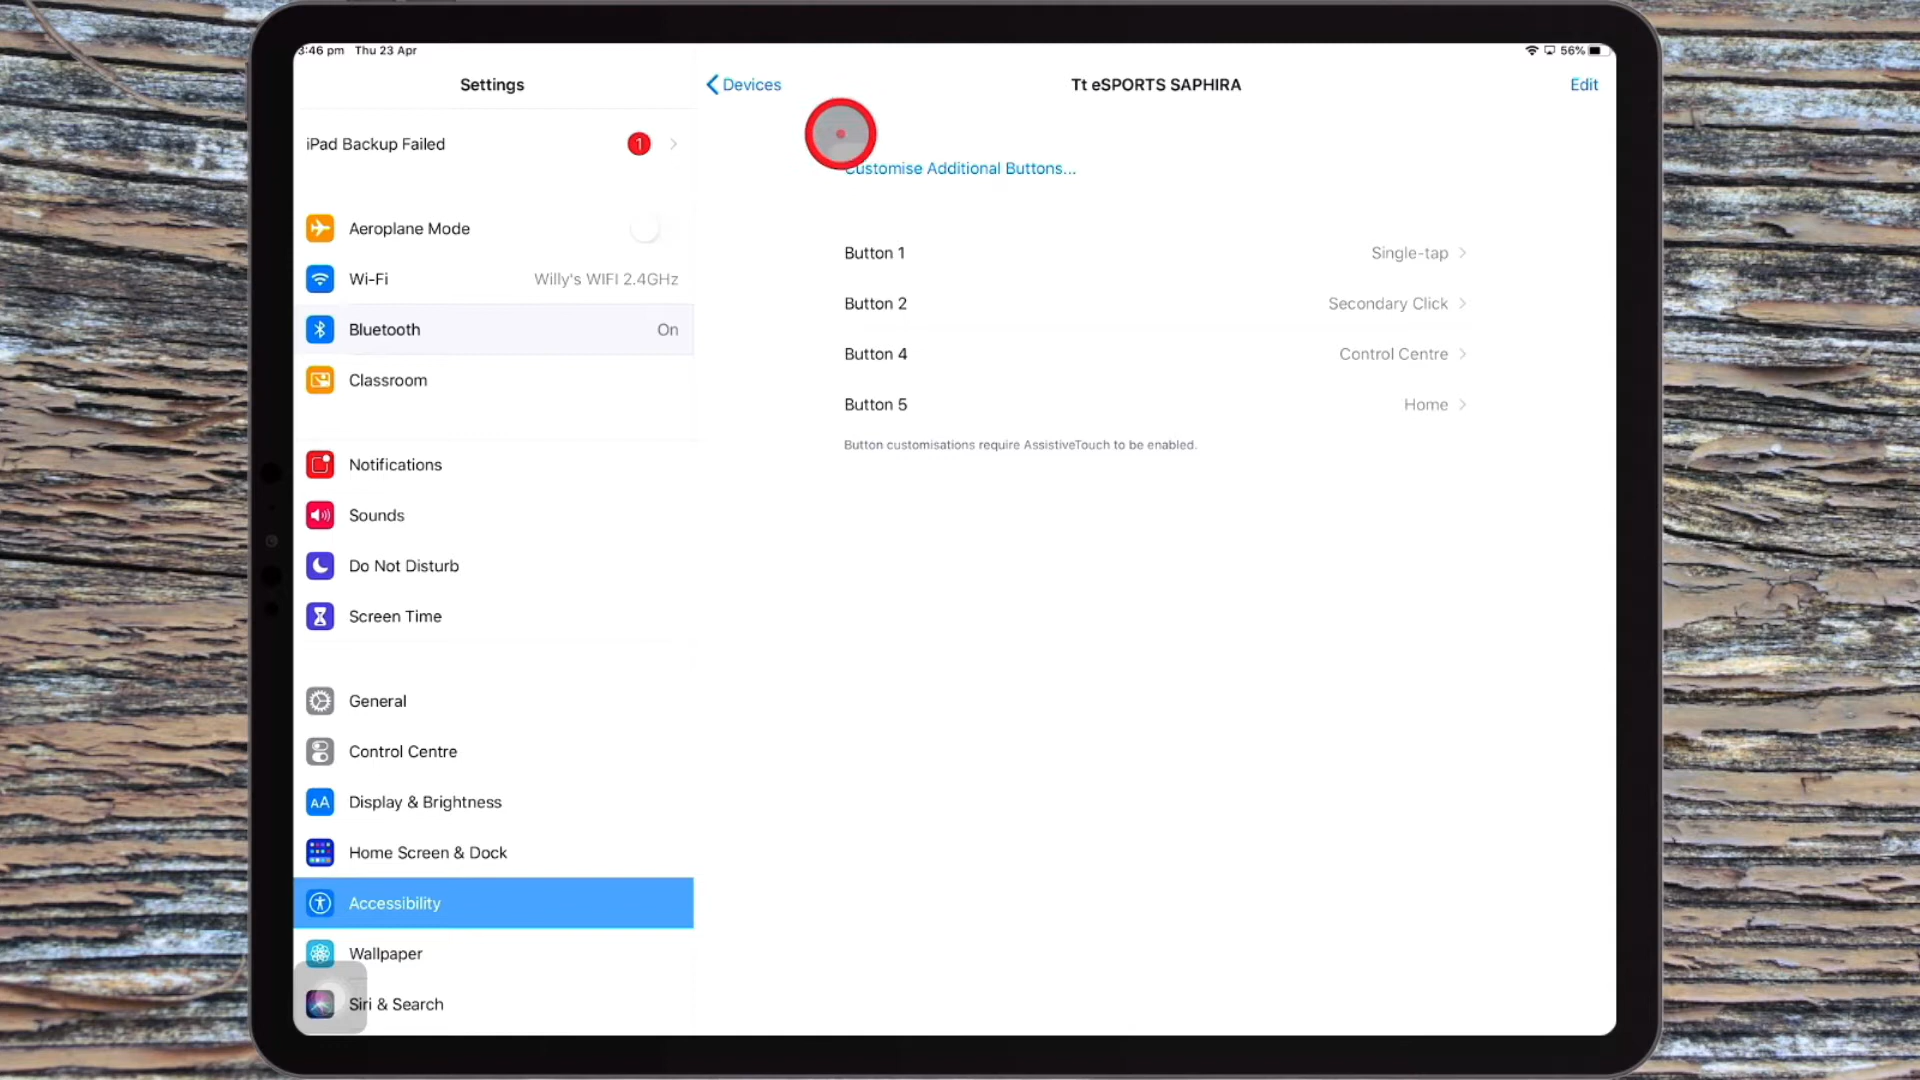 3:46 pm Thu 23 Apr
56%
Settings
Devices
Tt eSPORTS SAPHIRA
Edit
iPad Backup Failed
1
Customise Additional Buttons...
Aeroplane Mode
Wi-Fi
Willy's WIFI 2.4GHz
Bluetooth
On
Classroom
Button 1
Single-tap
Button 2
Secondary Click
Button 4
Control Centre
Button 5
Home
Button customisations require AssistiveTouch to be enabled.
Notifications
Sounds
Do Not Disturb
Screen Time
General
Control Centre
AA
Display & Brightness
Home Screen & Dock
Accessibility
Wallpaper
Siri & Search